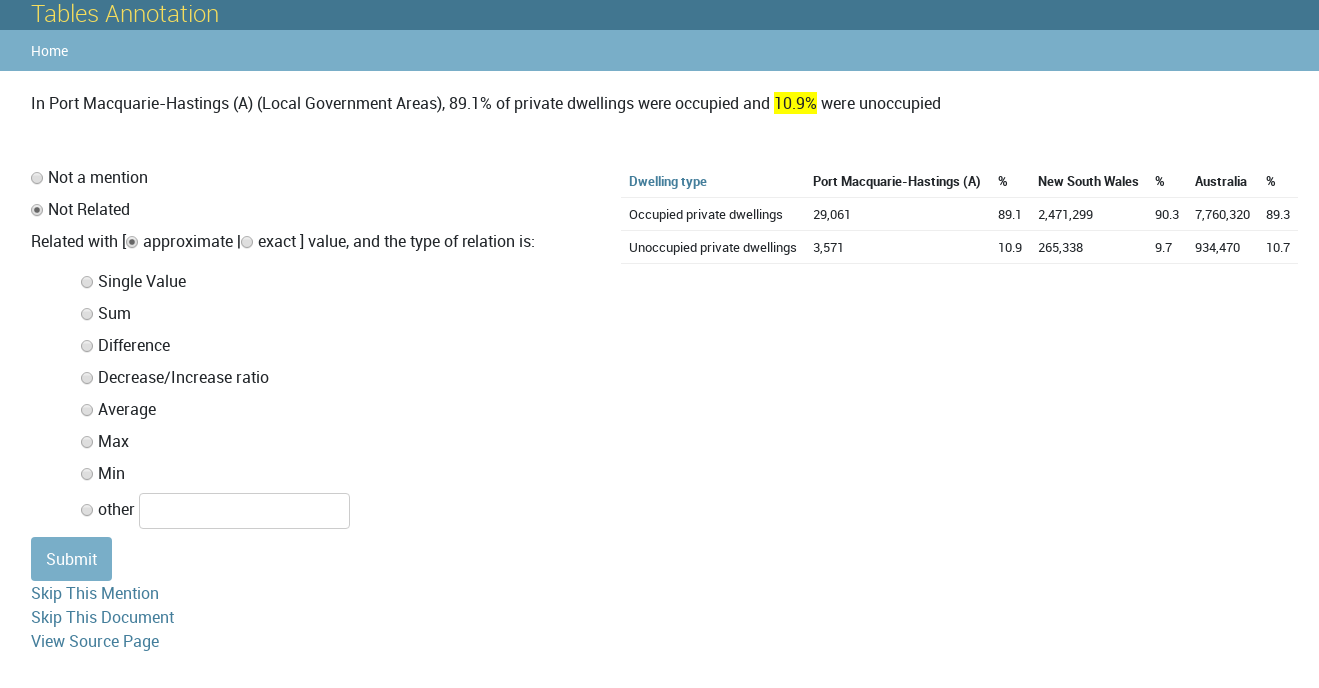 Tables Annotation
Home
In Port Macquarie-Hastings (A) (Local Government Areas), 89.1% of private dwellings were occupied and 10.9% were unoccupied
Not a mention
Not Related
Related with [ approximate | exact ] value, and the type of relation is:
Single Value
Sum
Difference
Decrease/Increase ratio
Average
Max
Min
other
Submit
Skip This Mention
Skip This Document
View Source Page
Dwelling type Port Macquarie-Hastings (A) % New South Wales % Australia %
Occupied private dwellings 29,061 89.1 2,471,299 90.3 7,760,320 89.3
Unoccupied private dwellings 3,571 10.9 265,338 9.7 934,470 10.7